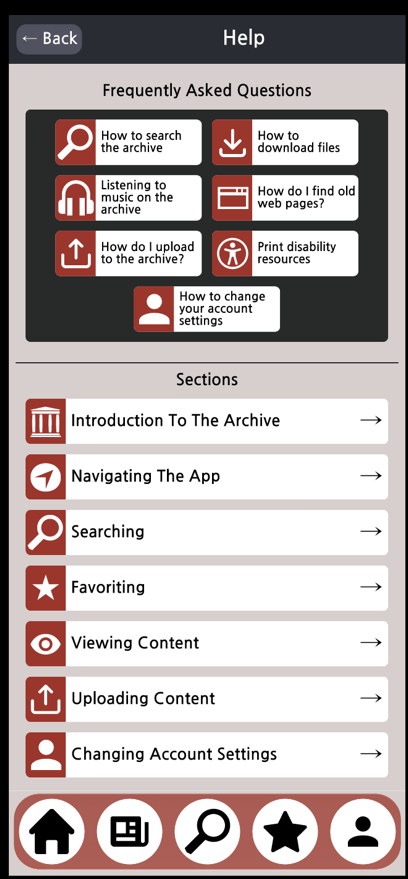 ← Back
Help
Frequently Asked Questions
How to search
the archive
How to
download files
Listening to
music on the
archive
How do I find old
web pages?
How do I upload
to the archive?
Print disability
resources
How to change
your account
settings
Sections
Introduction To The Archive →
Navigating The App →
Searching →
Favoriting →
Viewing Content →
Uploading Content →
Changing Account Settings →